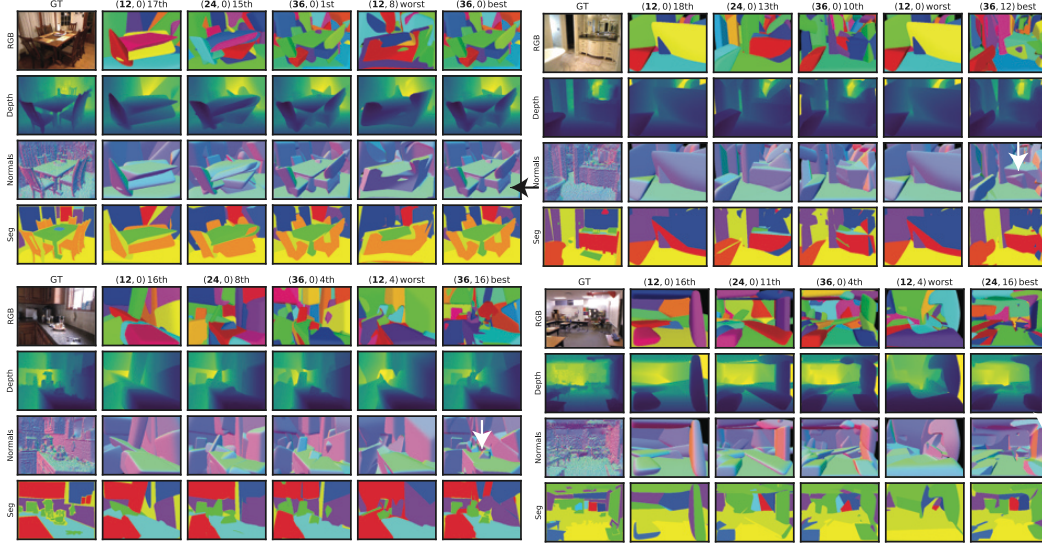 GT (12, 0) 17th (24, 0) 15th (36, 0) 1st (12, 8) worst (36, 0) best
RGB
Depth
Normals
Seg
GT (12, 0) 18th (24, 0) 13th (36, 0) 10th (12, 0) worst (36, 12) best
RGB
Depth
Normals
Seg
GT (12, 0) 16th (24, 0) 8th (36, 0) 4th (12, 4) worst (36, 16) best
RGB
Depth
Normals
Seg
GT (12, 0) 16th (24, 0) 11th (36, 0) 4th (12, 4) worst (24, 16) best
RGB
Depth
Normals
Seg